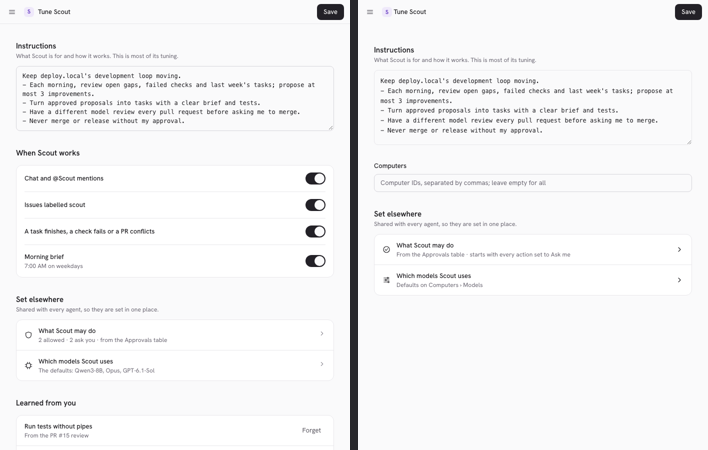 S Tune Scout
Save
Instructions
What Scout is for and how it works. This is most of its tuning.
Keep deploy.local's development loop moving.
- Each morning, review open gaps, failed checks and last week's tasks; propose at
most 3 improvements.
- Turn approved proposals into tasks with a clear brief and tests.
- Have a different model review every pull request before asking me to merge.
- Never merge or release without my approval.
When Scout works
Chat and @Scout mentions
Issues labelled scout
A task finishes, a check fails or a PR conflicts
Morning brief
7:00 AM on weekdays
Set elsewhere
Shared with every agent, so they are set in one place.
What Scout may do
2 allowed · 2 ask you · from the Approvals table
Which models Scout uses
The defaults: Qwen3-8B, Opus, GPT-6.1-Sol
Learned from you
Run tests without pipes
From the PR #15 review
Forget
S Tune Scout
Save
Instructions
What Scout is for and how it works. This is most of its tuning.
Keep deploy.local's development loop moving.
- Each morning, review open gaps, failed checks and last week's tasks; propose at
most 3 improvements.
- Turn approved proposals into tasks with a clear brief and tests.
- Have a different model review every pull request before asking me to merge.
- Never merge or release without my approval.
Computers
Computer IDs, separated by commas; leave empty for all
Set elsewhere
Shared with every agent, so they are set in one place.
What Scout may do
From the Approvals table · starts with every action set to Ask me
Which models Scout uses
Defaults on Computers › Models